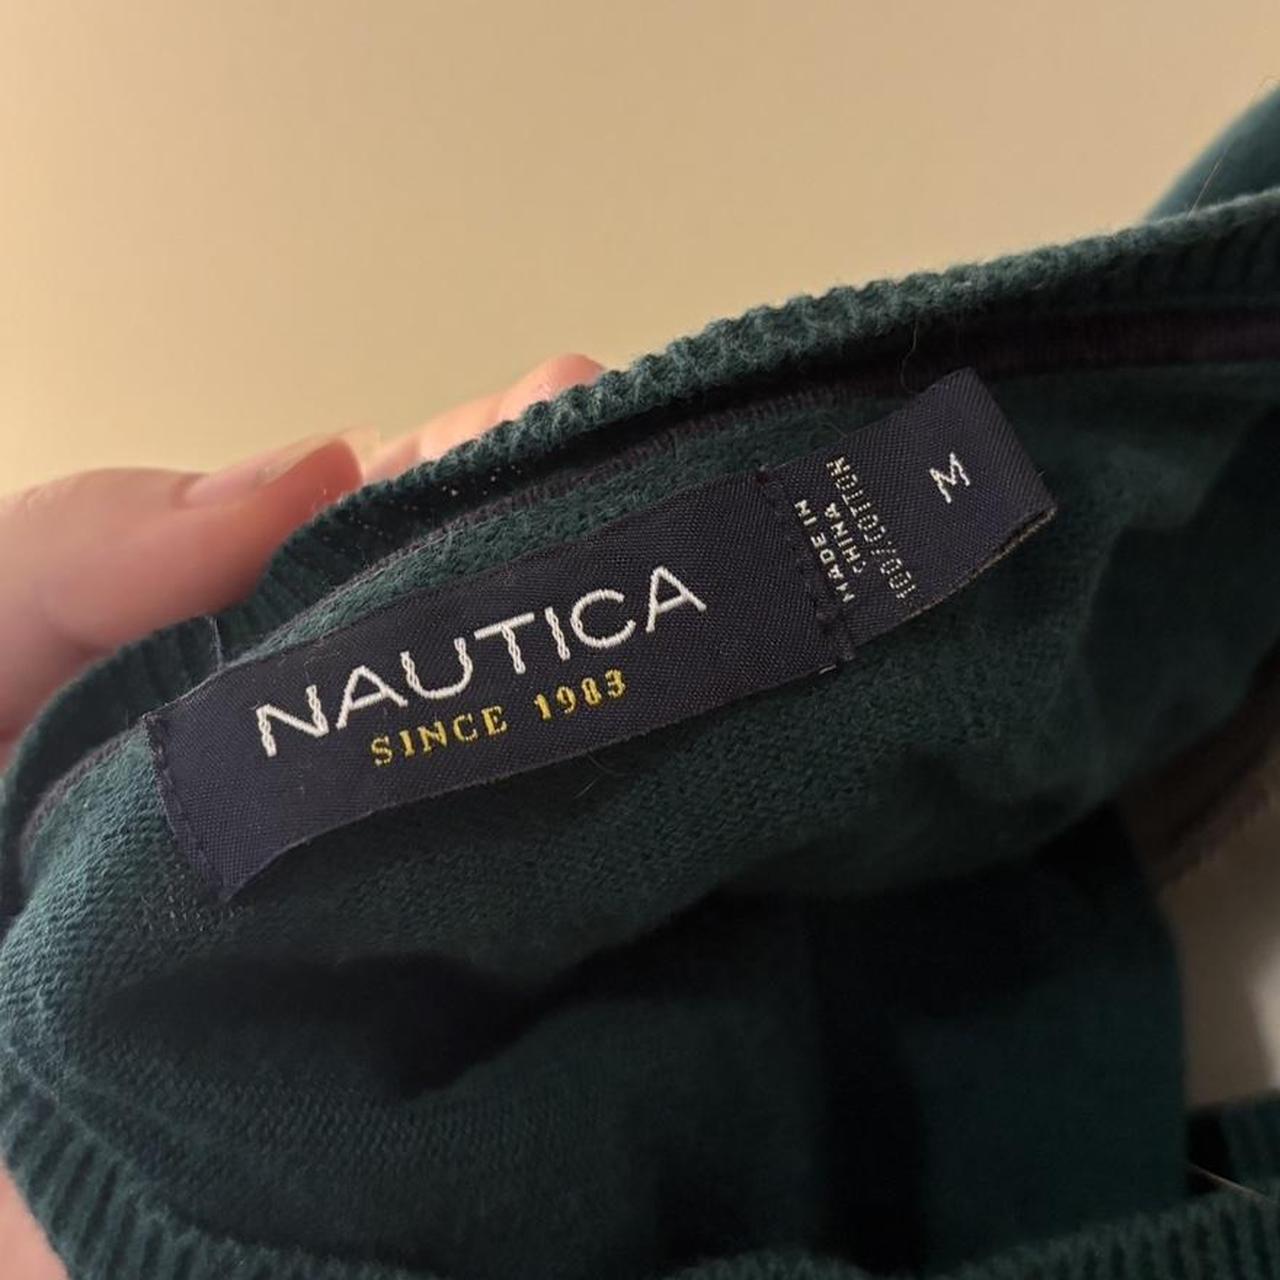 NAUTICA
SINCE 1983
MADE IN
CHINA
100% COTTON
M